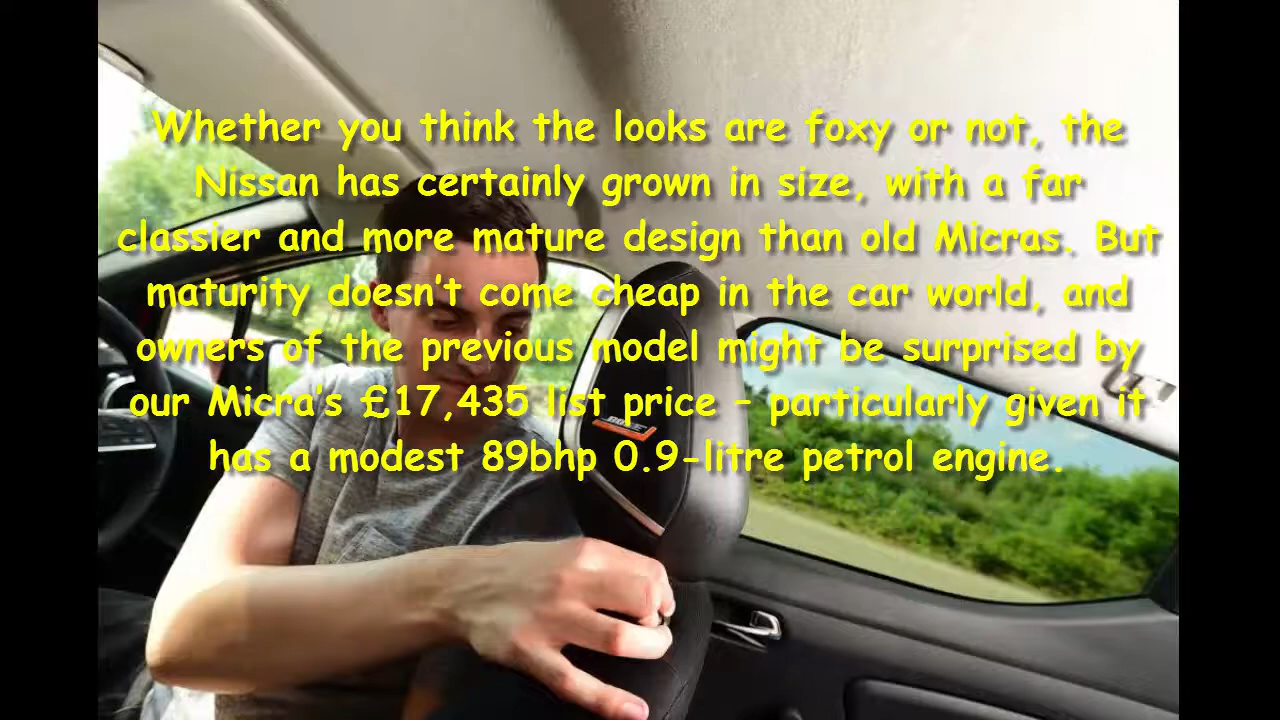 Whether you think the looks are foxy or not, the
Nissan has certainly grown in size, with a far
classier and more mature design than old Micras. But
maturity doesn’t come cheap in the car world, and
owners of the previous model might be surprised by
our Micra’s £17,435 list price – particularly given it
has a modest 89bhp 0.9-litre petrol engine.
BOSE